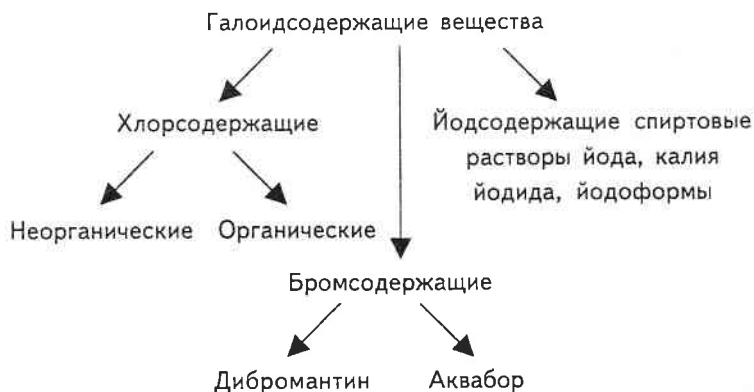 Галоидсодержащие вещества
Хлорсодержащие
Йодсодержащие спиртовые
растворы йода, калия
йодида, йодоформы
Неорганические Органические
Бромсодержащие
Дибромантин Аквабор